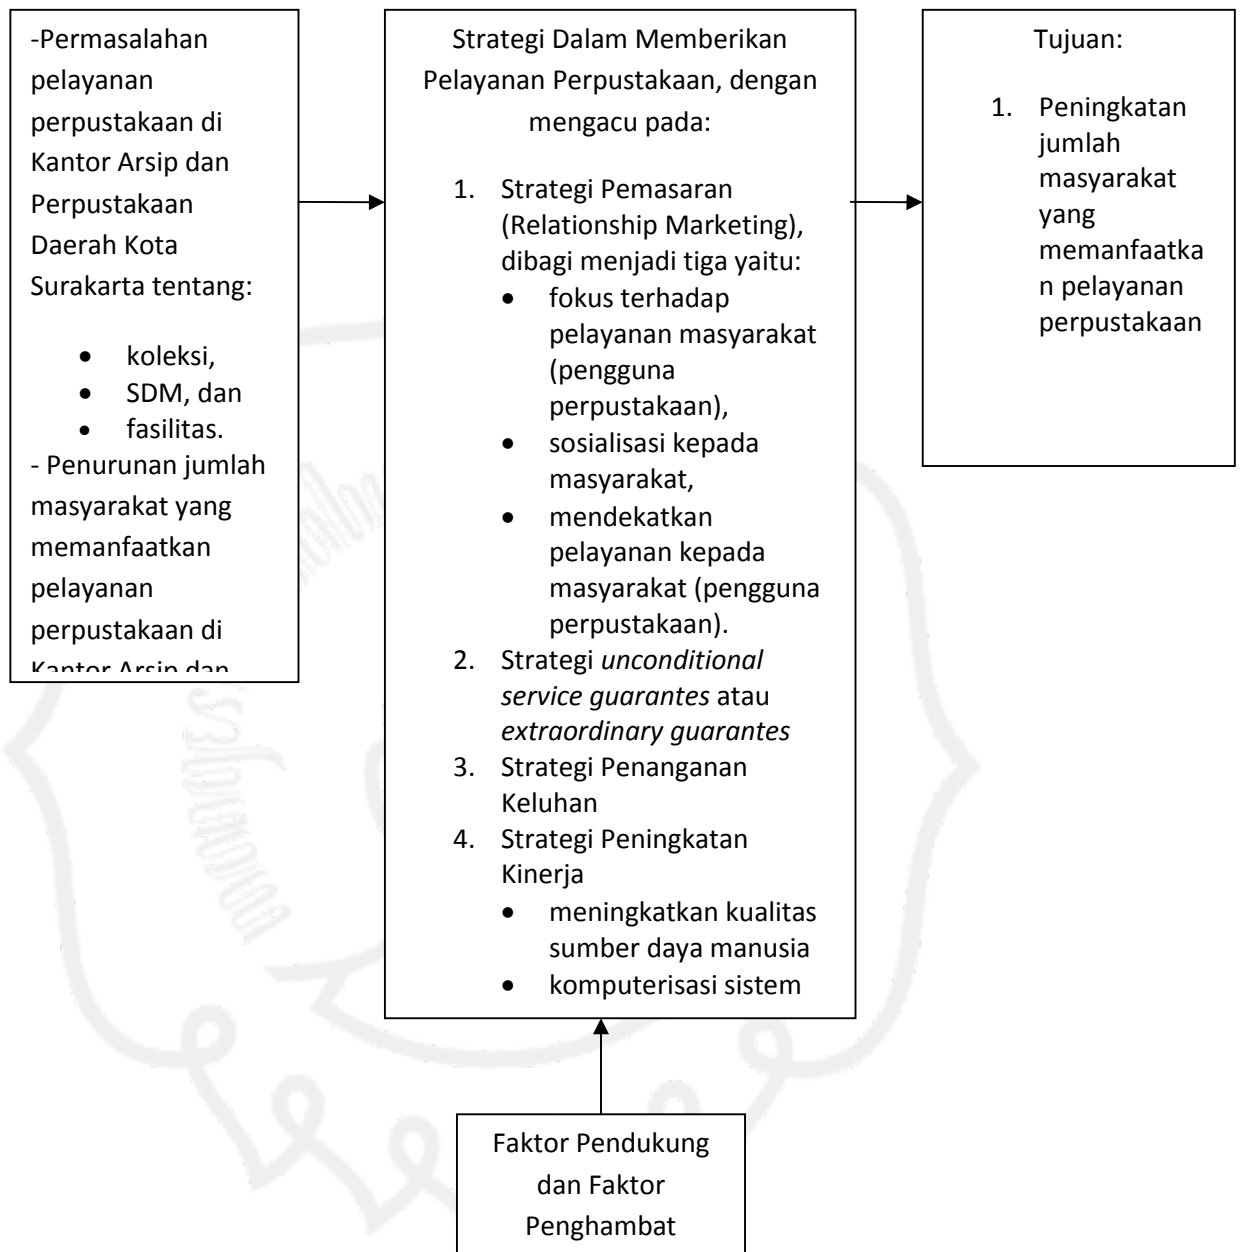 -Permasalahan
pelayanan
perpustakaan di
Kantor Arsip dan
Perpustakaan
Daerah Kota
Surakarta tentang:
• koleksi,
• SDM, dan
• fasilitas.
- Penurunan jumlah
masyarakat yang
memanfaatkan
pelayanan
perpustakaan di
Kantor Arsip dan
Strategi Dalam Memberikan
Pelayanan Perpustakaan, dengan
mengacu pada:
1. Strategi Pemasaran
(Relationship Marketing),
dibagi menjadi tiga yaitu:
• fokus terhadap
pelayanan masyarakat
(pengguna
perpustakaan),
• sosialisasi kepada
masyarakat,
• mendekatkan
pelayanan kepada
masyarakat (pengguna
perpustakaan).
2. Strategi unconditional
service guarantes atau
extraordinary guarantes
3. Strategi Penanganan
Keluhan
4. Strategi Peningkatan
Kinerja
• meningkatkan kualitas
sumber daya manusia
• komputerisasi sistem
Tujuan:
1. Peningkatan
jumlah
masyarakat
yang
memanfaatka
n pelayanan
perpustakaan
Faktor Pendukung
dan Faktor
Penghambat